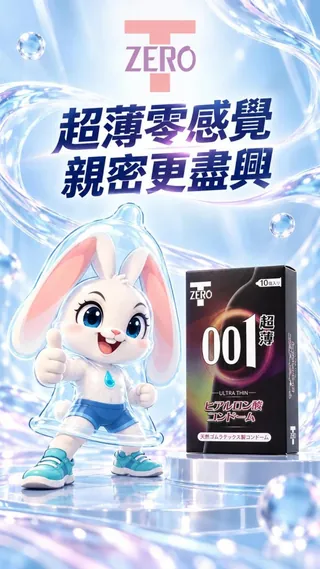 T
ZERO
超薄零感覺
親密更盡興
T
ZERO
10個入り
001
超薄
ULTRA THIN
ヒアルロン酸
コンドーム
天然ゴムラテックス製コンドーム
T
ZERO